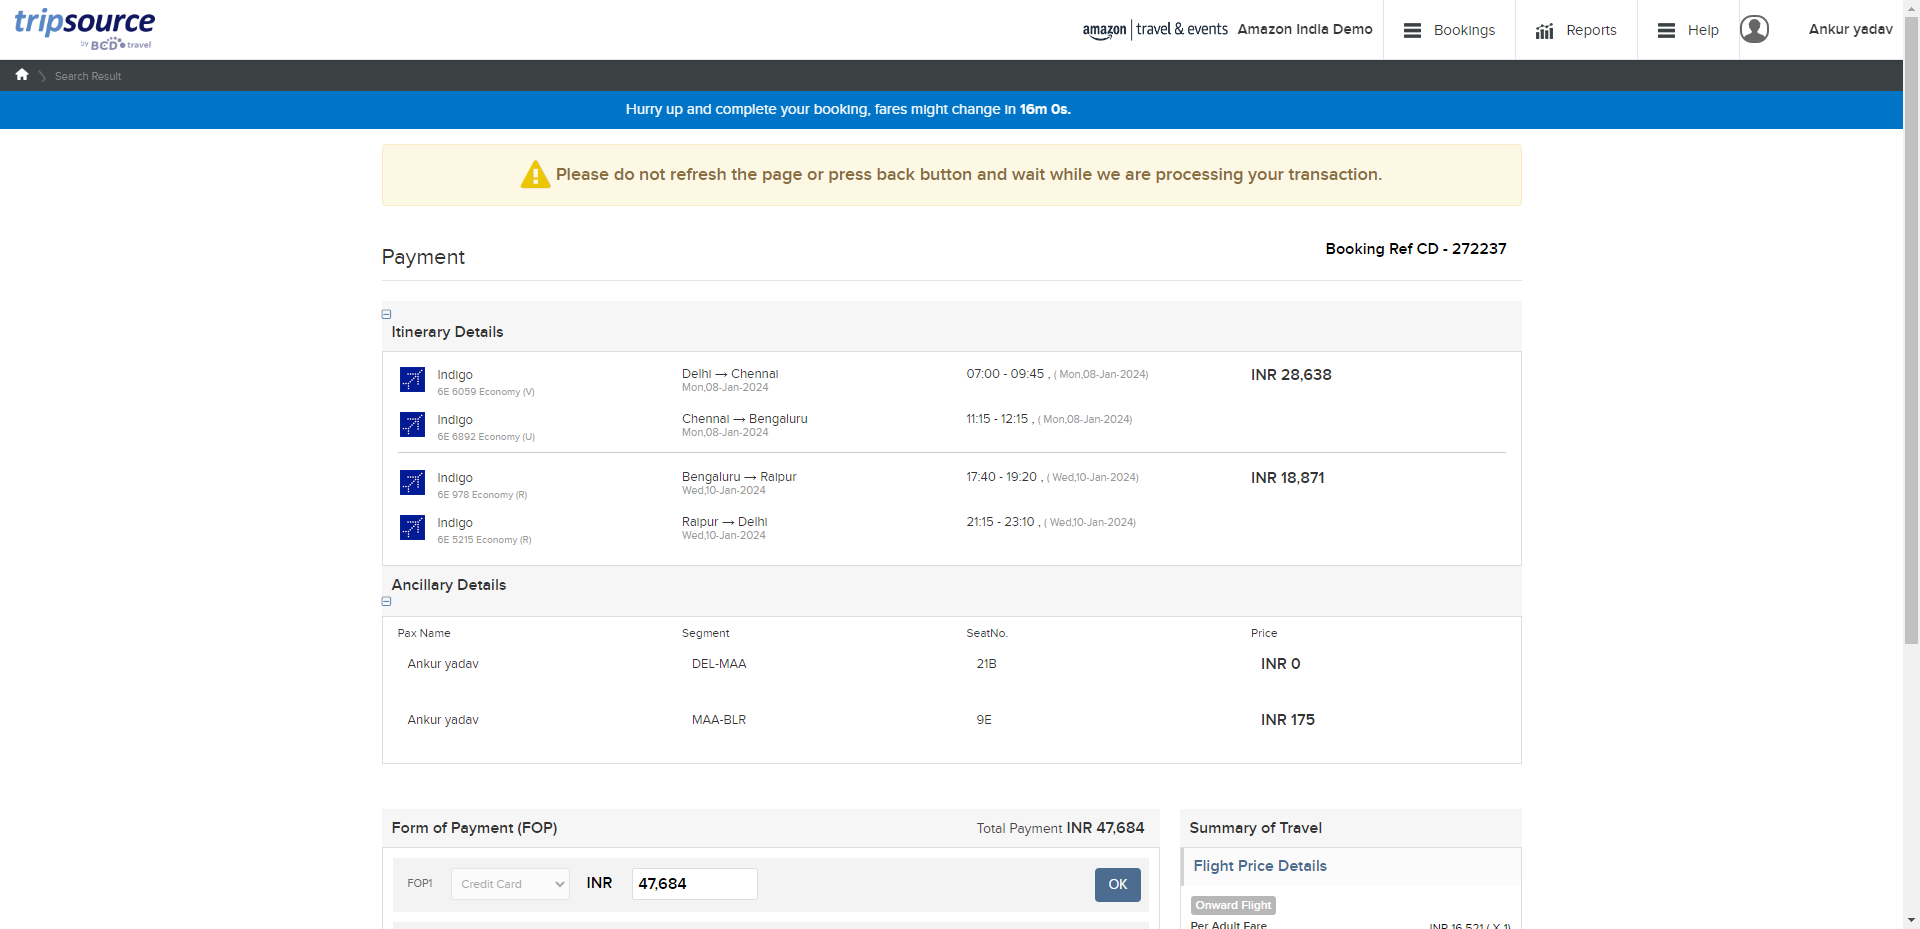 tripsource
by BCD travel
amazon | travel & events Amazon India Demo
Bookings
Reports
Help
Ankur yadav
Search Result
Hurry up and complete your booking, fares might change in 16m 0s.
Please do not refresh the page or press back button and wait while we are processing your transaction.
Payment
Booking Ref CD - 272237
Itinerary Details
Indigo Delhi → Chennai 07:00 - 09:45 , ( Mon,08-Jan-2024) INR 28,638
6E 6059 Economy (V) Mon,08-Jan-2024
Indigo Chennai → Bengaluru 11:15 - 12:15 , ( Mon,08-Jan-2024)
6E 6892 Economy (U) Mon,08-Jan-2024
Indigo Bengaluru → Raipur 17:40 - 19:20 , ( Wed,10-Jan-2024) INR 18,871
6E 978 Economy (R) Wed,10-Jan-2024
Indigo Raipur → Delhi 21:15 - 23:10 , ( Wed,10-Jan-2024)
6E 5215 Economy (R) Wed,10-Jan-2024
Ancillary Details
Pax Name Segment SeatNo. Price
Ankur yadav DEL-MAA 21B INR 0
Ankur yadav MAA-BLR 9E INR 175
Form of Payment (FOP) Total Payment INR 47,684
FOP1 Credit Card INR 47,684 OK
Summary of Travel
Flight Price Details
Onward Flight
Per Adult Fare INR 16,521 ( X 1)